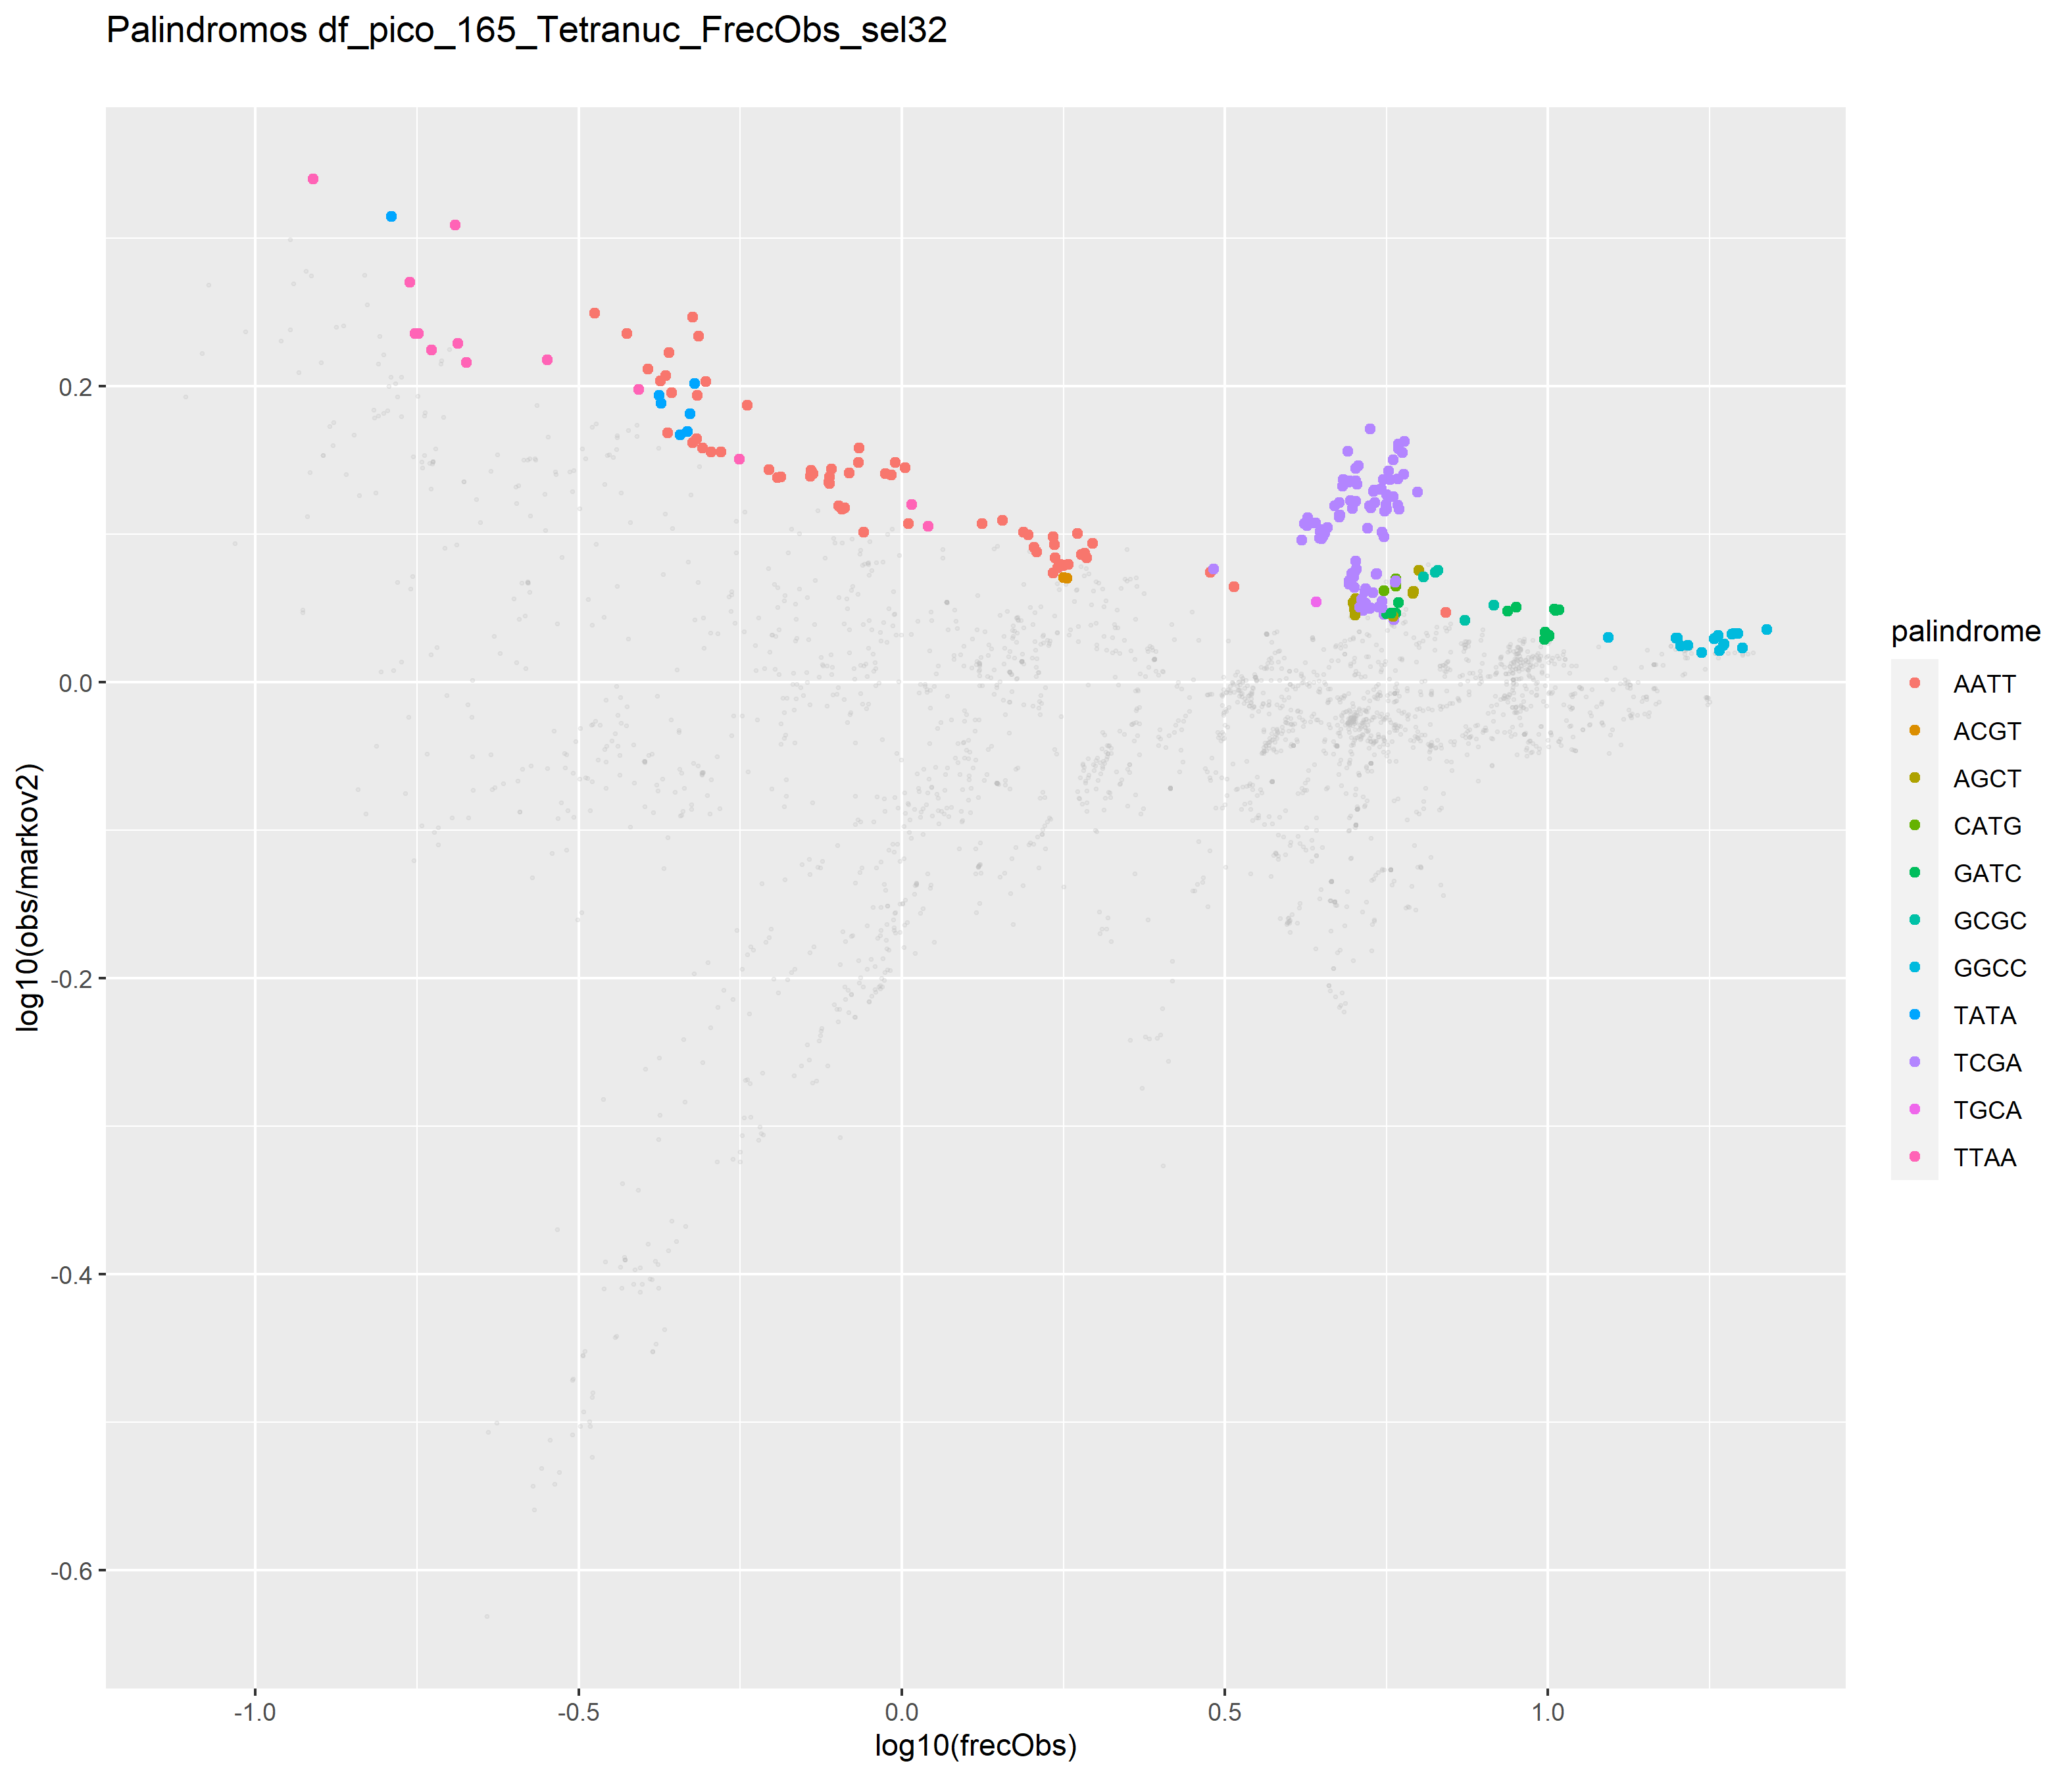 Palindromos df_pico_165_Tetranuc_FrecObs_sel32
log10(obs/markov2)
0.2
0.0
-0.2
-0.4
-0.6
-1.0
-0.5
0.0
0.5
1.0
log10(frecObs)
palindrome
AATT
ACGT
AGCT
CATG
GATC
GCGC
GGCC
TATA
TCGA
TGCA
TTAA